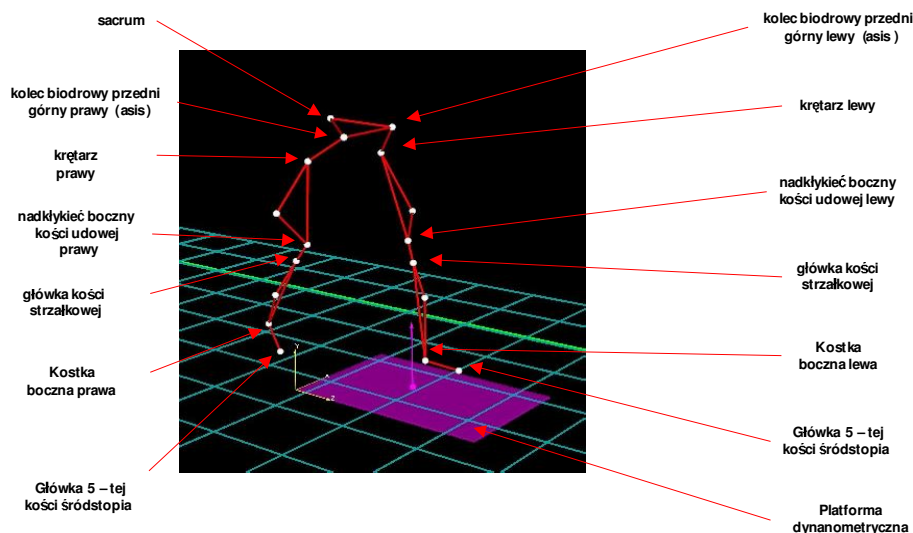 sacrum
kolec biodrowy przedni
górny lewy (asis )
kolec biodrowy przedni
górny prawy (asis)
krętarz lewy
krętarz
prawy
nadkłykieć boczny
kości udowej lewy
nadkłykieć boczny
kości udowej
prawy
główka kości
strzałkowej
główka kości
strzałkowej
Kostka
boczna lewa
Kostka
boczna prawa
Główka 5 – tej
kości śródstopia
Główka 5 – tej
kości śródstopia
Platforma
dynanometryczna
Y
X
Z